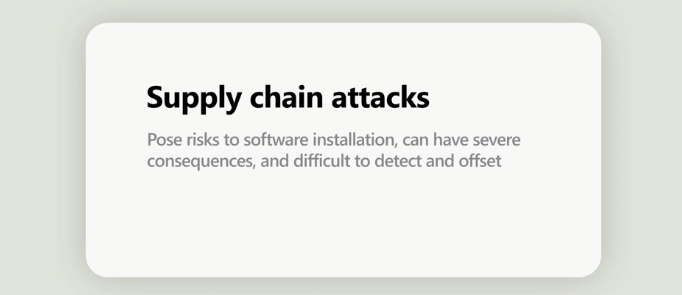 Supply chain attacks
Pose risks to software installation, can have severe
consequences, and difficult to detect and offset